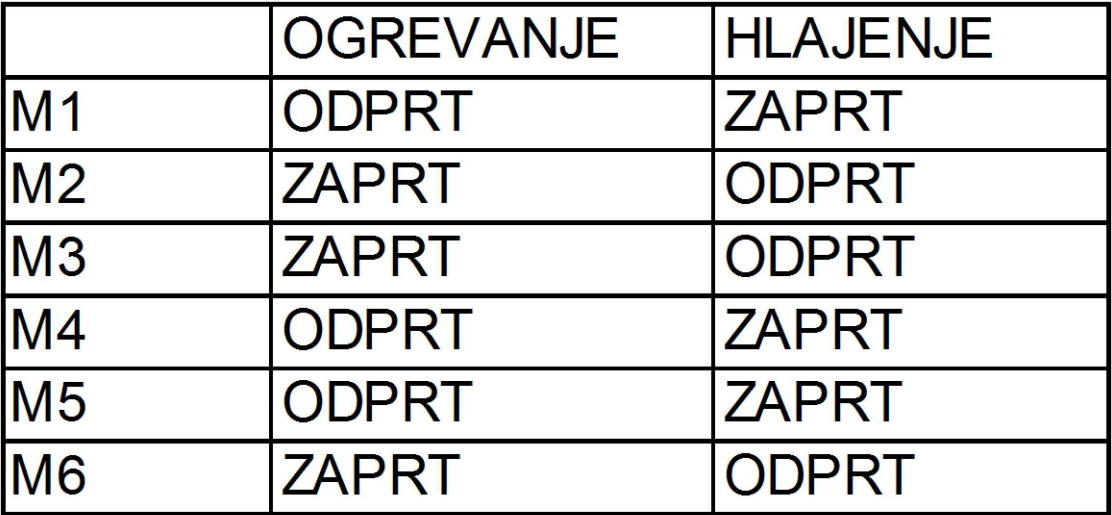 OGREVANJE HLAJENJE
M1 ODPRT ZAPRT
M2 ZAPRT ODPRT
M3 ZAPRT ODPRT
M4 ODPRT ZAPRT
M5 ODPRT ZAPRT
M6 ZAPRT ODPRT